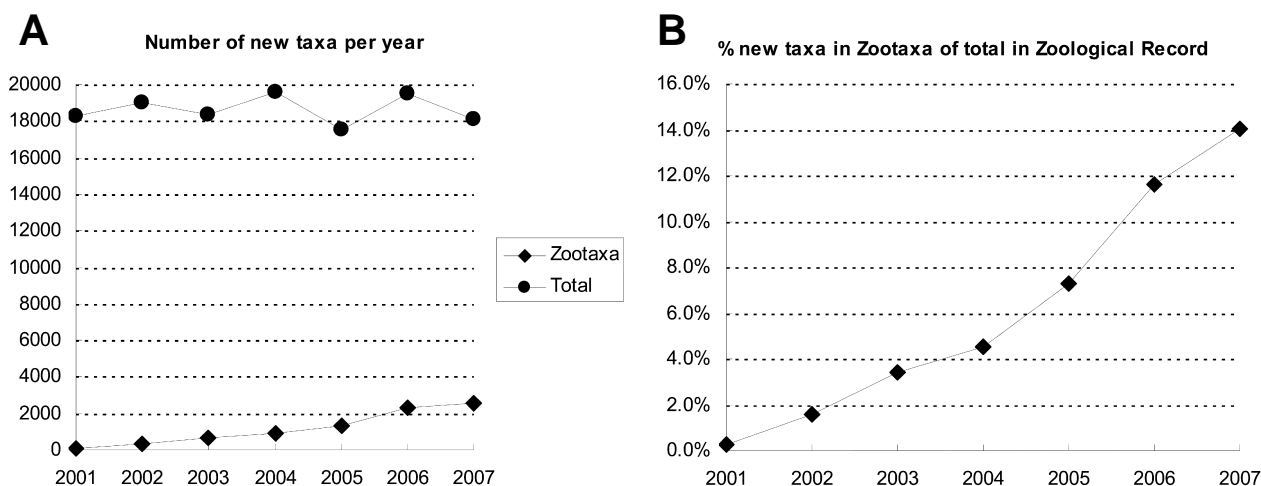 A
Number of new taxa per year
20000
18000
16000
14000
12000
10000
8000
6000
4000
2000
0
2001 2002 2003 2004 2005 2006 2007
Zootaxa
Total
B
% new taxa in Zootaxa of total in Zoological Record
16.0%
14.0%
12.0%
10.0%
8.0%
6.0%
4.0%
2.0%
0.0%
2001 2002 2003 2004 2005 2006 2007